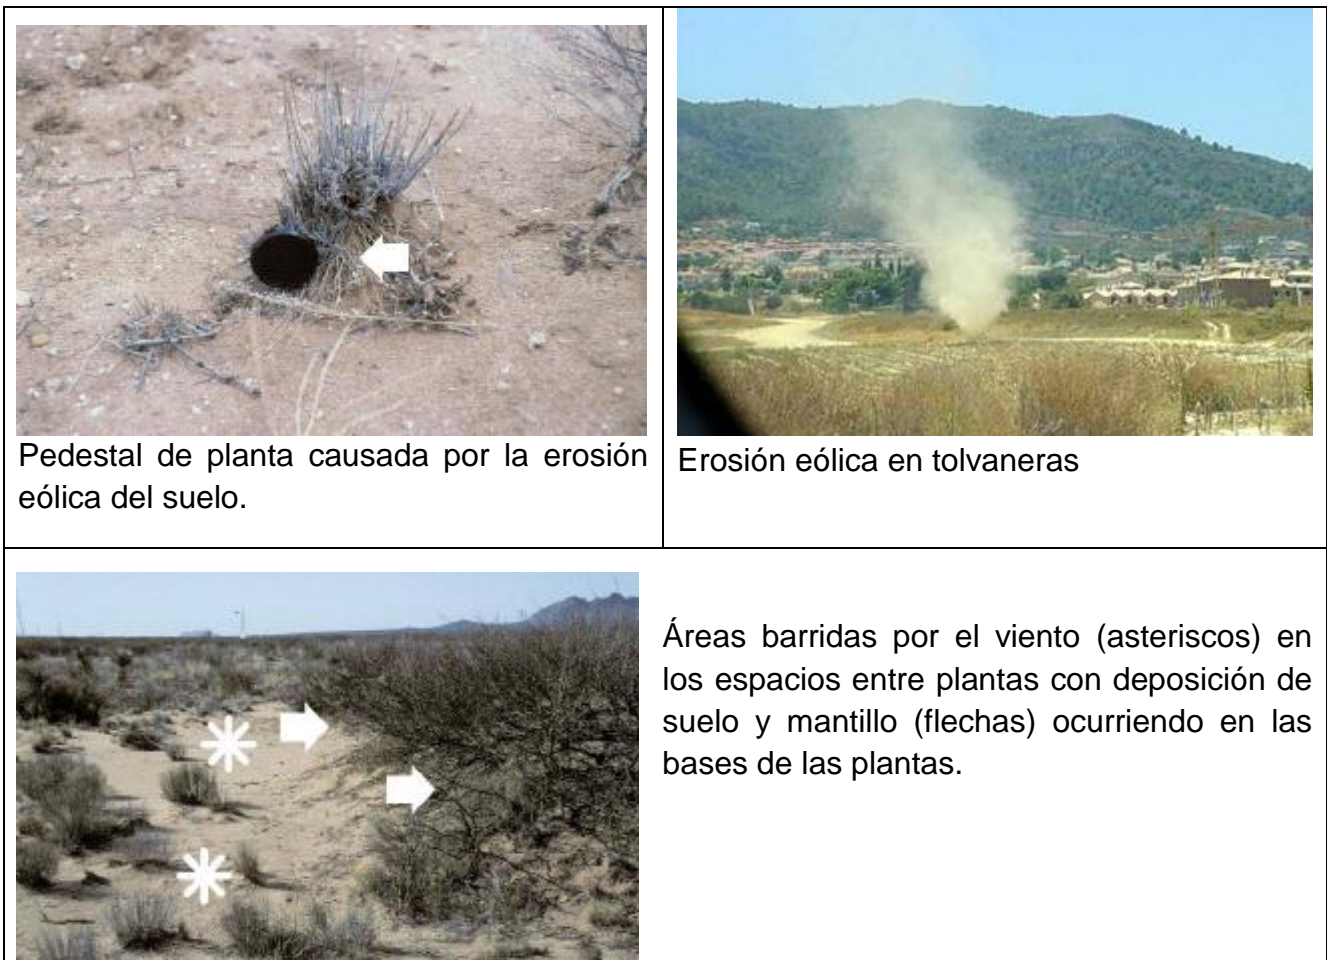 Pedestal de planta causada por la erosión
eólica del suelo.
Erosión eólica en tolvaneras
Áreas barridas por el viento (asteriscos) en
los espacios entre plantas con deposición de
suelo y mantillo (flechas) ocurriendo en las
bases de las plantas.